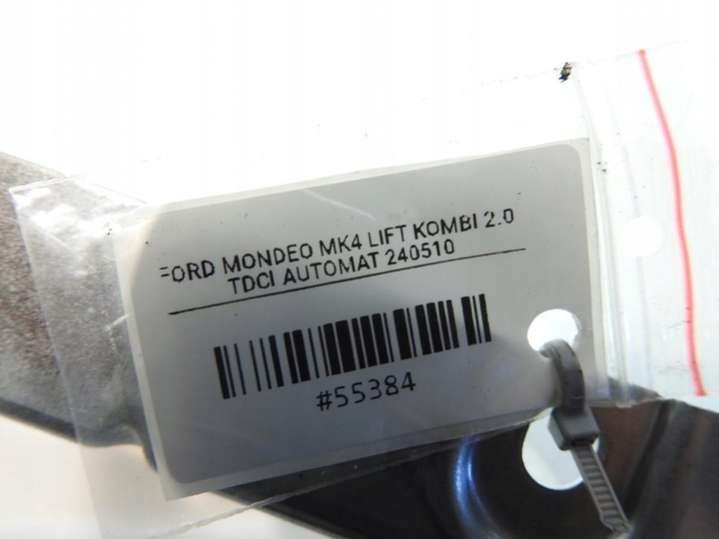 FORD MONDEO MK4 LIFT KOMBI 2.0
TDCI AUTOMAT 240510
#55384